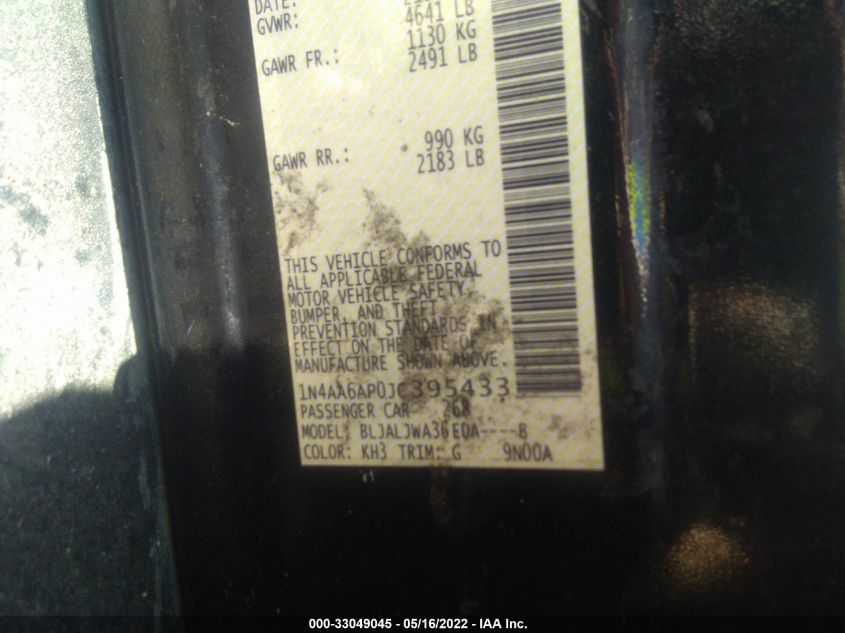 DATE:
GVWR: 4641 LB
1130 KG
GAWR FR.: 2491 LB
990 KG
GAWR RR.: 2183 LB
THIS VEHICLE CONFORMS TO
ALL APPLICABLE FEDERAL
MOTOR VEHICLE SAFETY,
BUMPER, AND THEFT
PREVENTION STANDARDS IN
EFFECT ON THE DATE OF
MANUFACTURE SHOWN ABOVE.
1N4AA6AP0JC395433
PASSENGER CAR 268
MODEL: BLJALJWA36EDA----B
COLOR: KH3 TRIM: G 9N00A
000-33049045 - 05/16/2022 - IAA Inc.